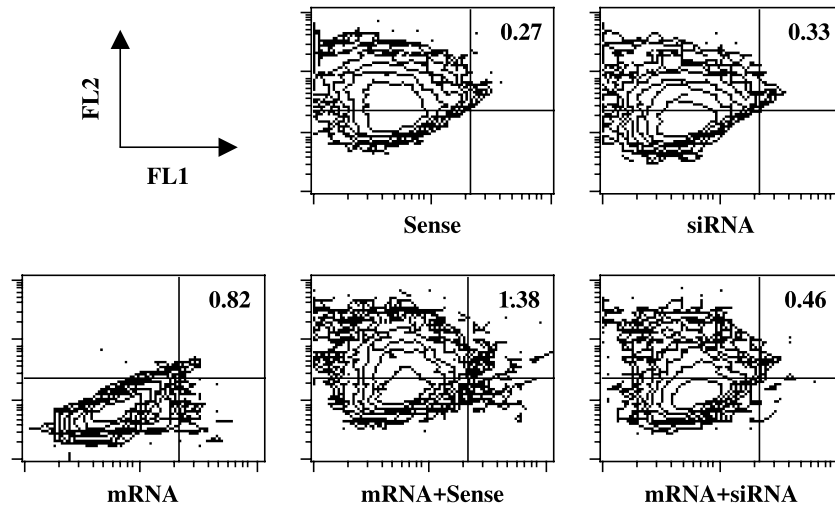 FL2
FL1
0.27
Sense
0.33
siRNA
0.82
mRNA
1.38
mRNA+Sense
0.46
mRNA+siRNA